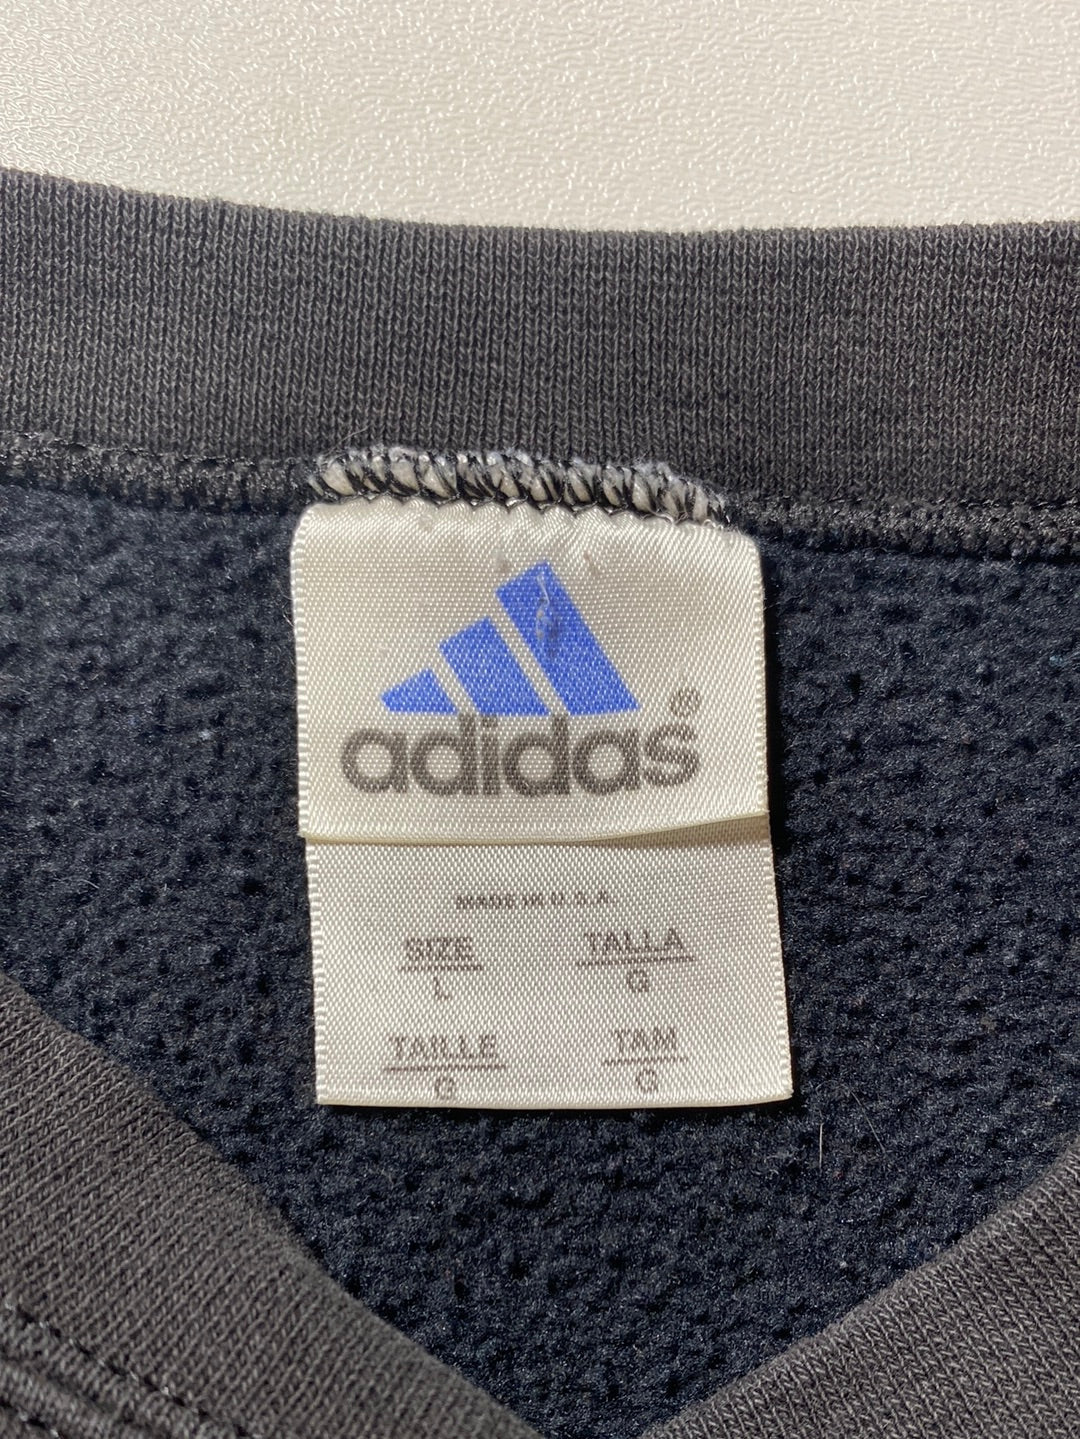 adidas®
MADE IN U.S.A.
SIZE TALLA
L G
TAILLE TAM
G G